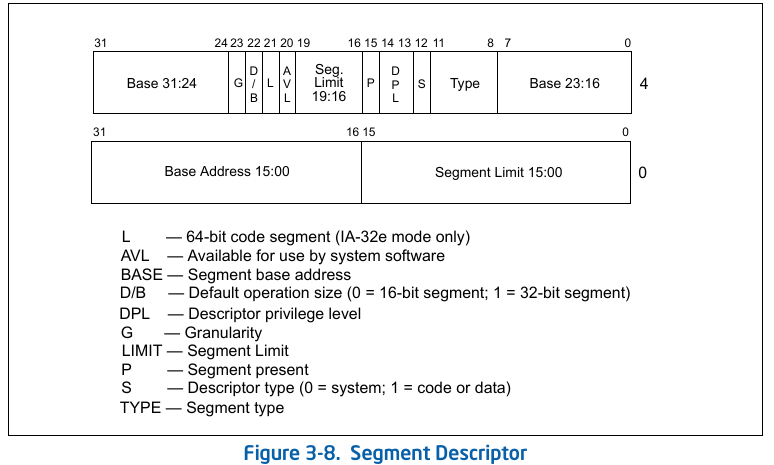 31 24 23 22 21 20 19 16 15 14 13 12 11 8 7 0
Base 31:24 G D/B L AVL Seg. Limit 19:16 P DPL S Type Base 23:16 4
31 16 15 0
Base Address 15:00 Segment Limit 15:00 0
L — 64-bit code segment (IA-32e mode only)
AVL — Available for use by system software
BASE — Segment base address
D/B — Default operation size (0 = 16-bit segment; 1 = 32-bit segment)
DPL — Descriptor privilege level
G — Granularity
LIMIT — Segment Limit
P — Segment present
S — Descriptor type (0 = system; 1 = code or data)
TYPE — Segment type
Figure 3-8. Segment Descriptor